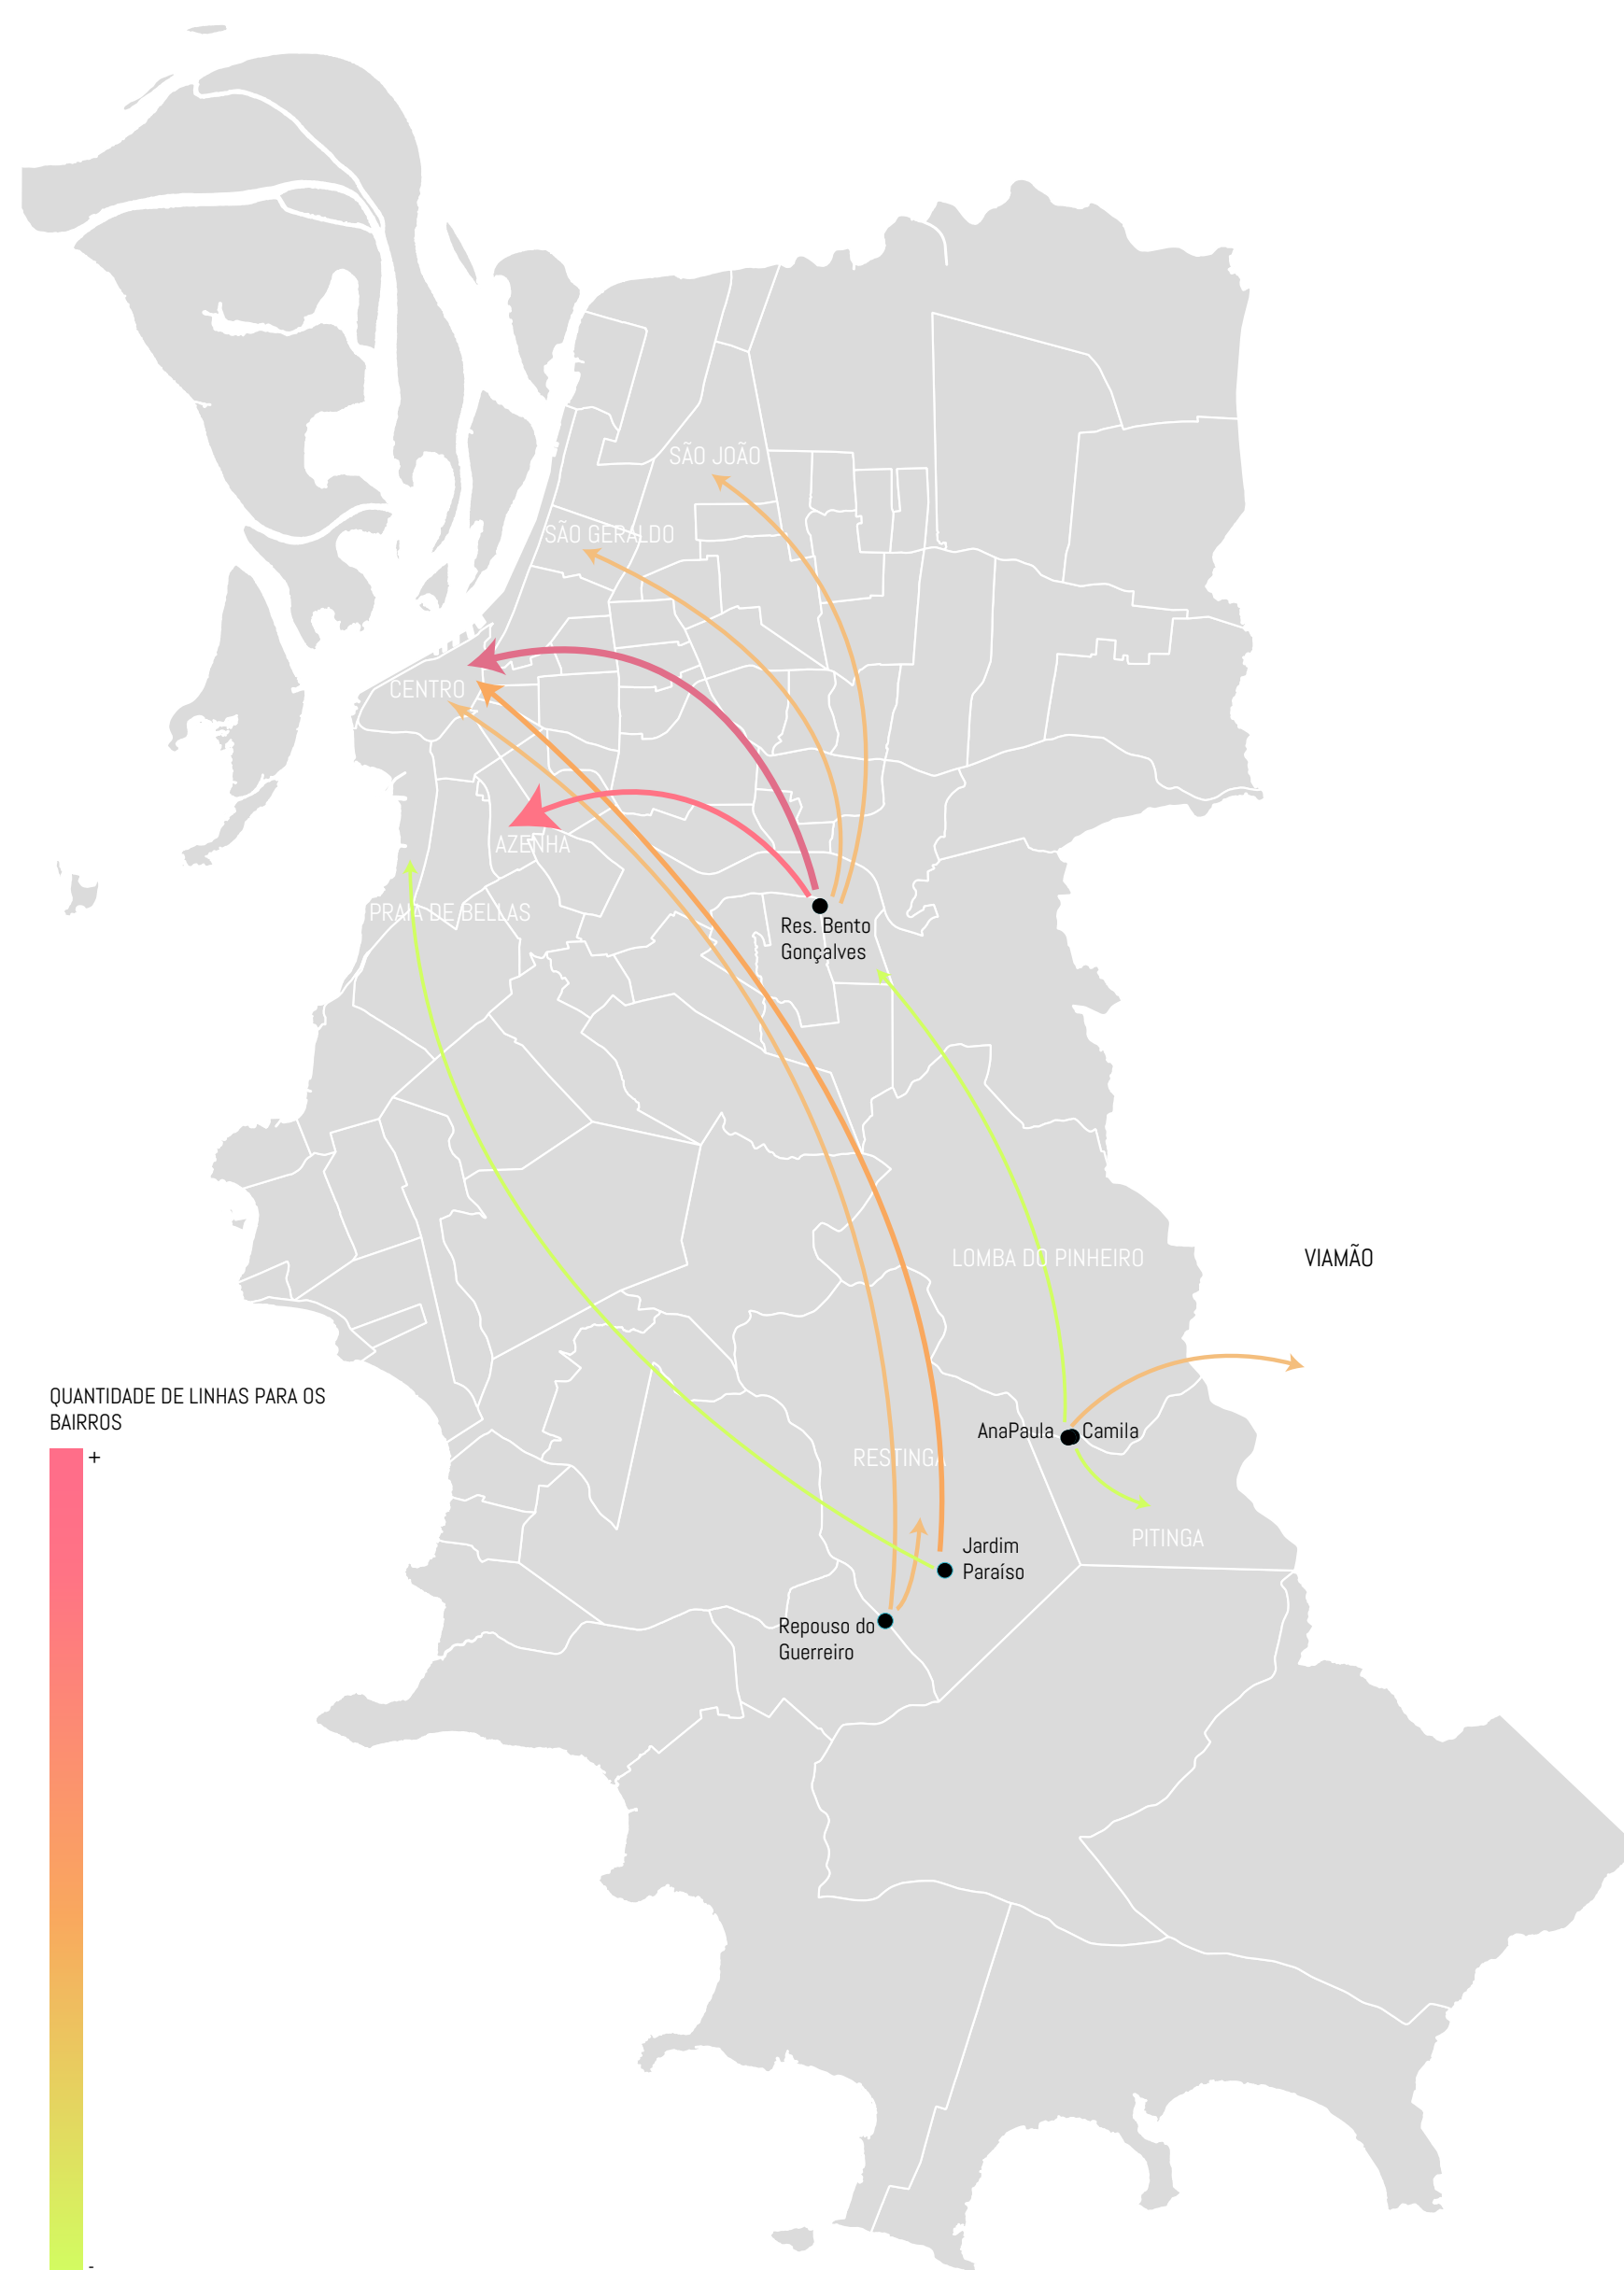 SÃO JOÃO
SÃO GERALDO
CENTRO
AZENHA
PRAIA DE BELLAS
Res. Bento
Gonçalves
LOMBA DO PINHEIRO
VIAMÃO
QUANTIDADE DE LINHAS PARA OS
BAIRROS
+
-
AnaPaula
Camila
RESTINGA
PITINGA
Jardim
Paraíso
Repouso do
Guerreiro